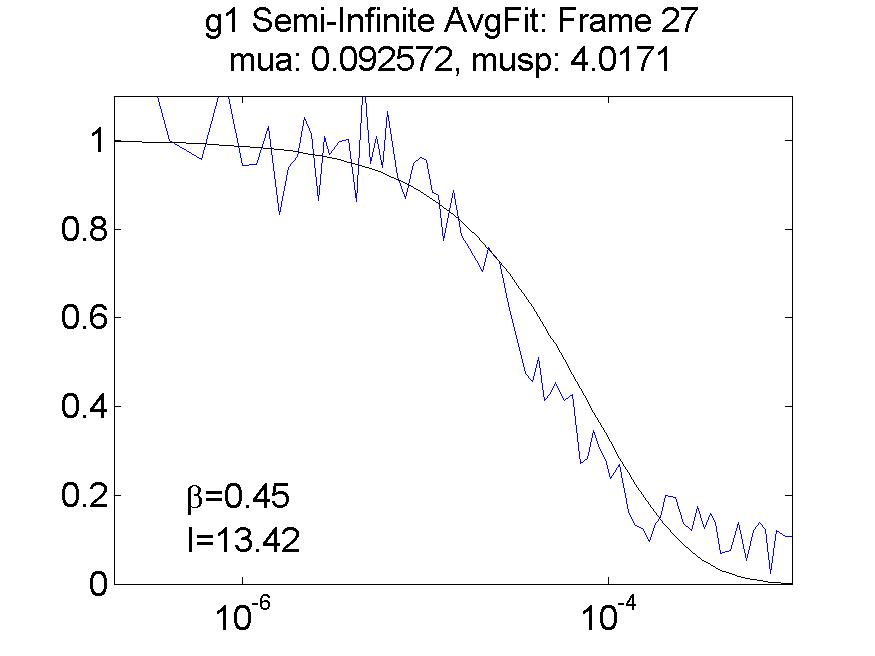 g1 Semi-Infinite AvgFit: Frame 27
mua: 0.092572, musp: 4.0171
1
0.8
0.6
0.4
0.2
0
β=0.45
I=13.42
10^-6
10^-4